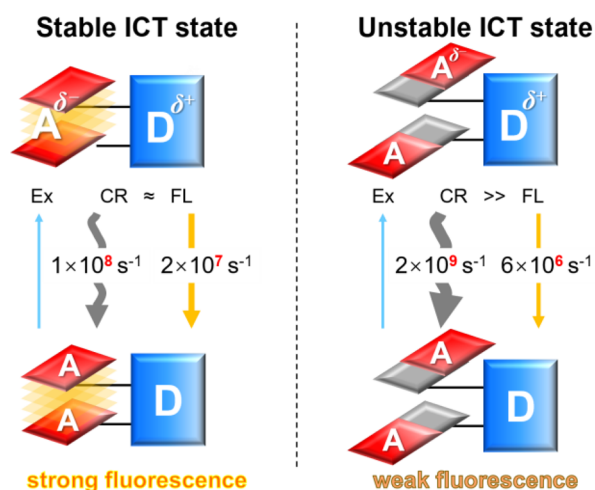 Stable ICT state
A δ−
D δ+
Ex CR ≈ FL
1×10⁸ s⁻¹ 2×10⁷ s⁻¹
A
A
D
strong fluorescence
Unstable ICT state
A δ−
D δ+
A
Ex CR >> FL
2×10⁹ s⁻¹ 6×10⁶ s⁻¹
A
A
D
weak fluorescence